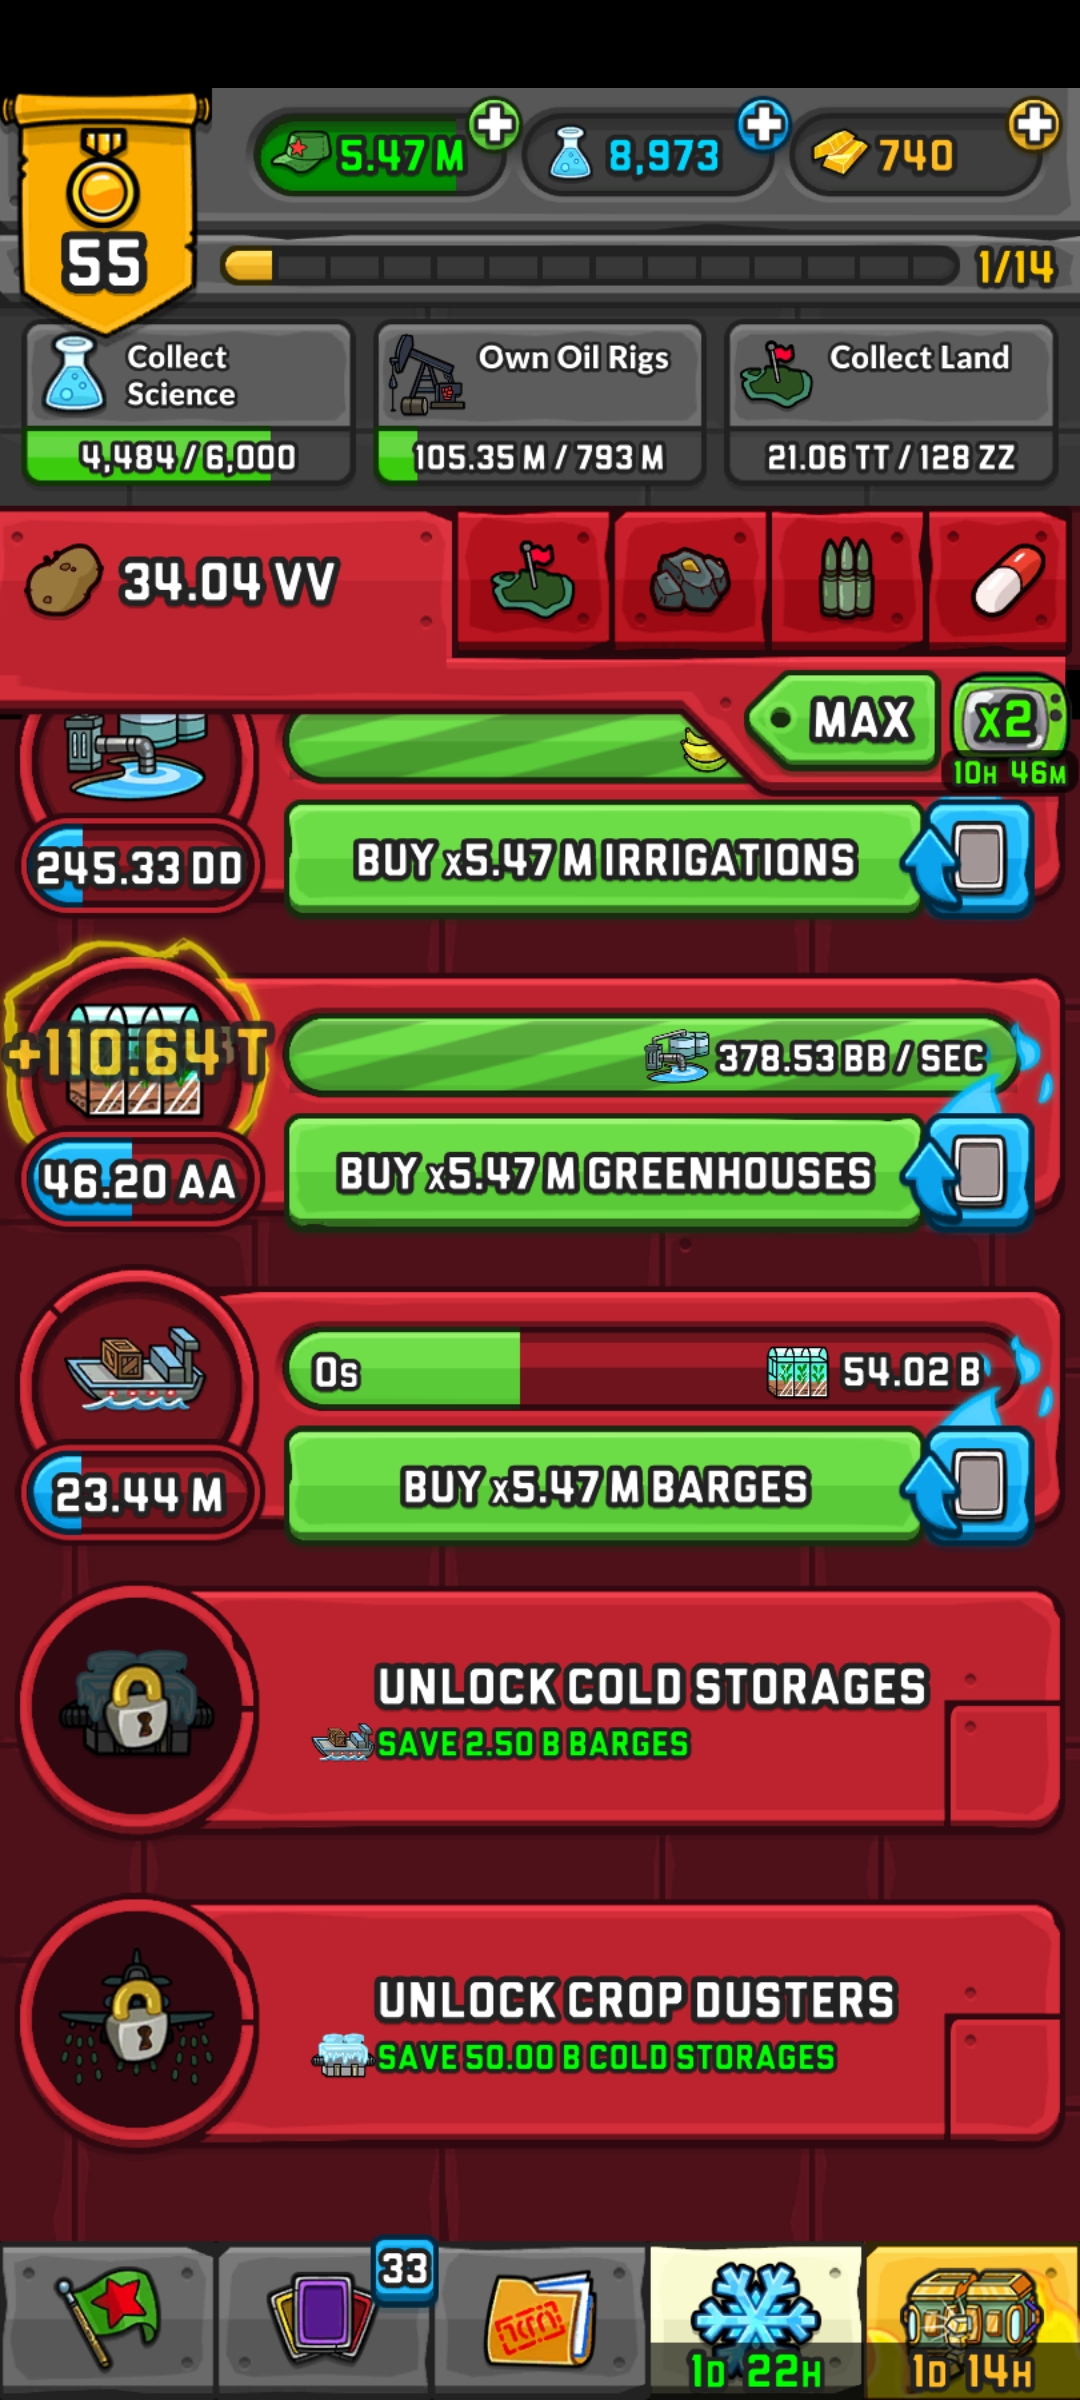 5.47 M
8,973
740
55
1/14
Collect
Science
4,484 / 6,000
Own Oil Rigs
105.35 M / 793 M
Collect Land
21.06 TT / 128 ZZ
34.04 VV
MAX
x2
10H 46M
245.33 DD
BUY x5.47 M IRRIGATIONS
+110.64 T
378.53 BB / SEC
46.20 AA
BUY x5.47 M GREENHOUSES
0s
54.02 B
23.44 M
BUY x5.47 M BARGES
UNLOCK COLD STORAGES
SAVE 2.50 B BARGES
UNLOCK CROP DUSTERS
SAVE 50.00 B COLD STORAGES
33
1D 22H
1D 14H